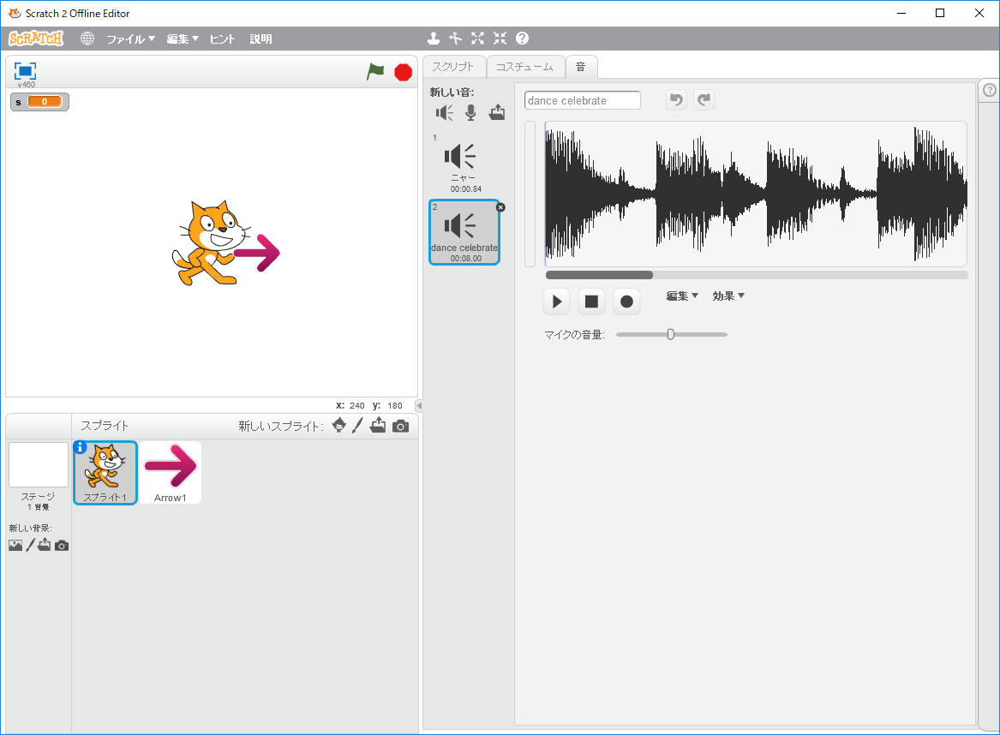 Scratch 2 Offline Editor
SCRATCH ファイル 編集 ヒント 説明
v460
s 0
x: 240 y: 180
スプライト 新しいスプライト:
ステージ
1 背景
新しい背景:
スプライト1
Arrow1
スクリプト コスチューム 音
新しい音:
1
ニャー
00:00.84
2
dance celebrate
00:08.00
dance celebrate
編集 効果
マイクの音量: